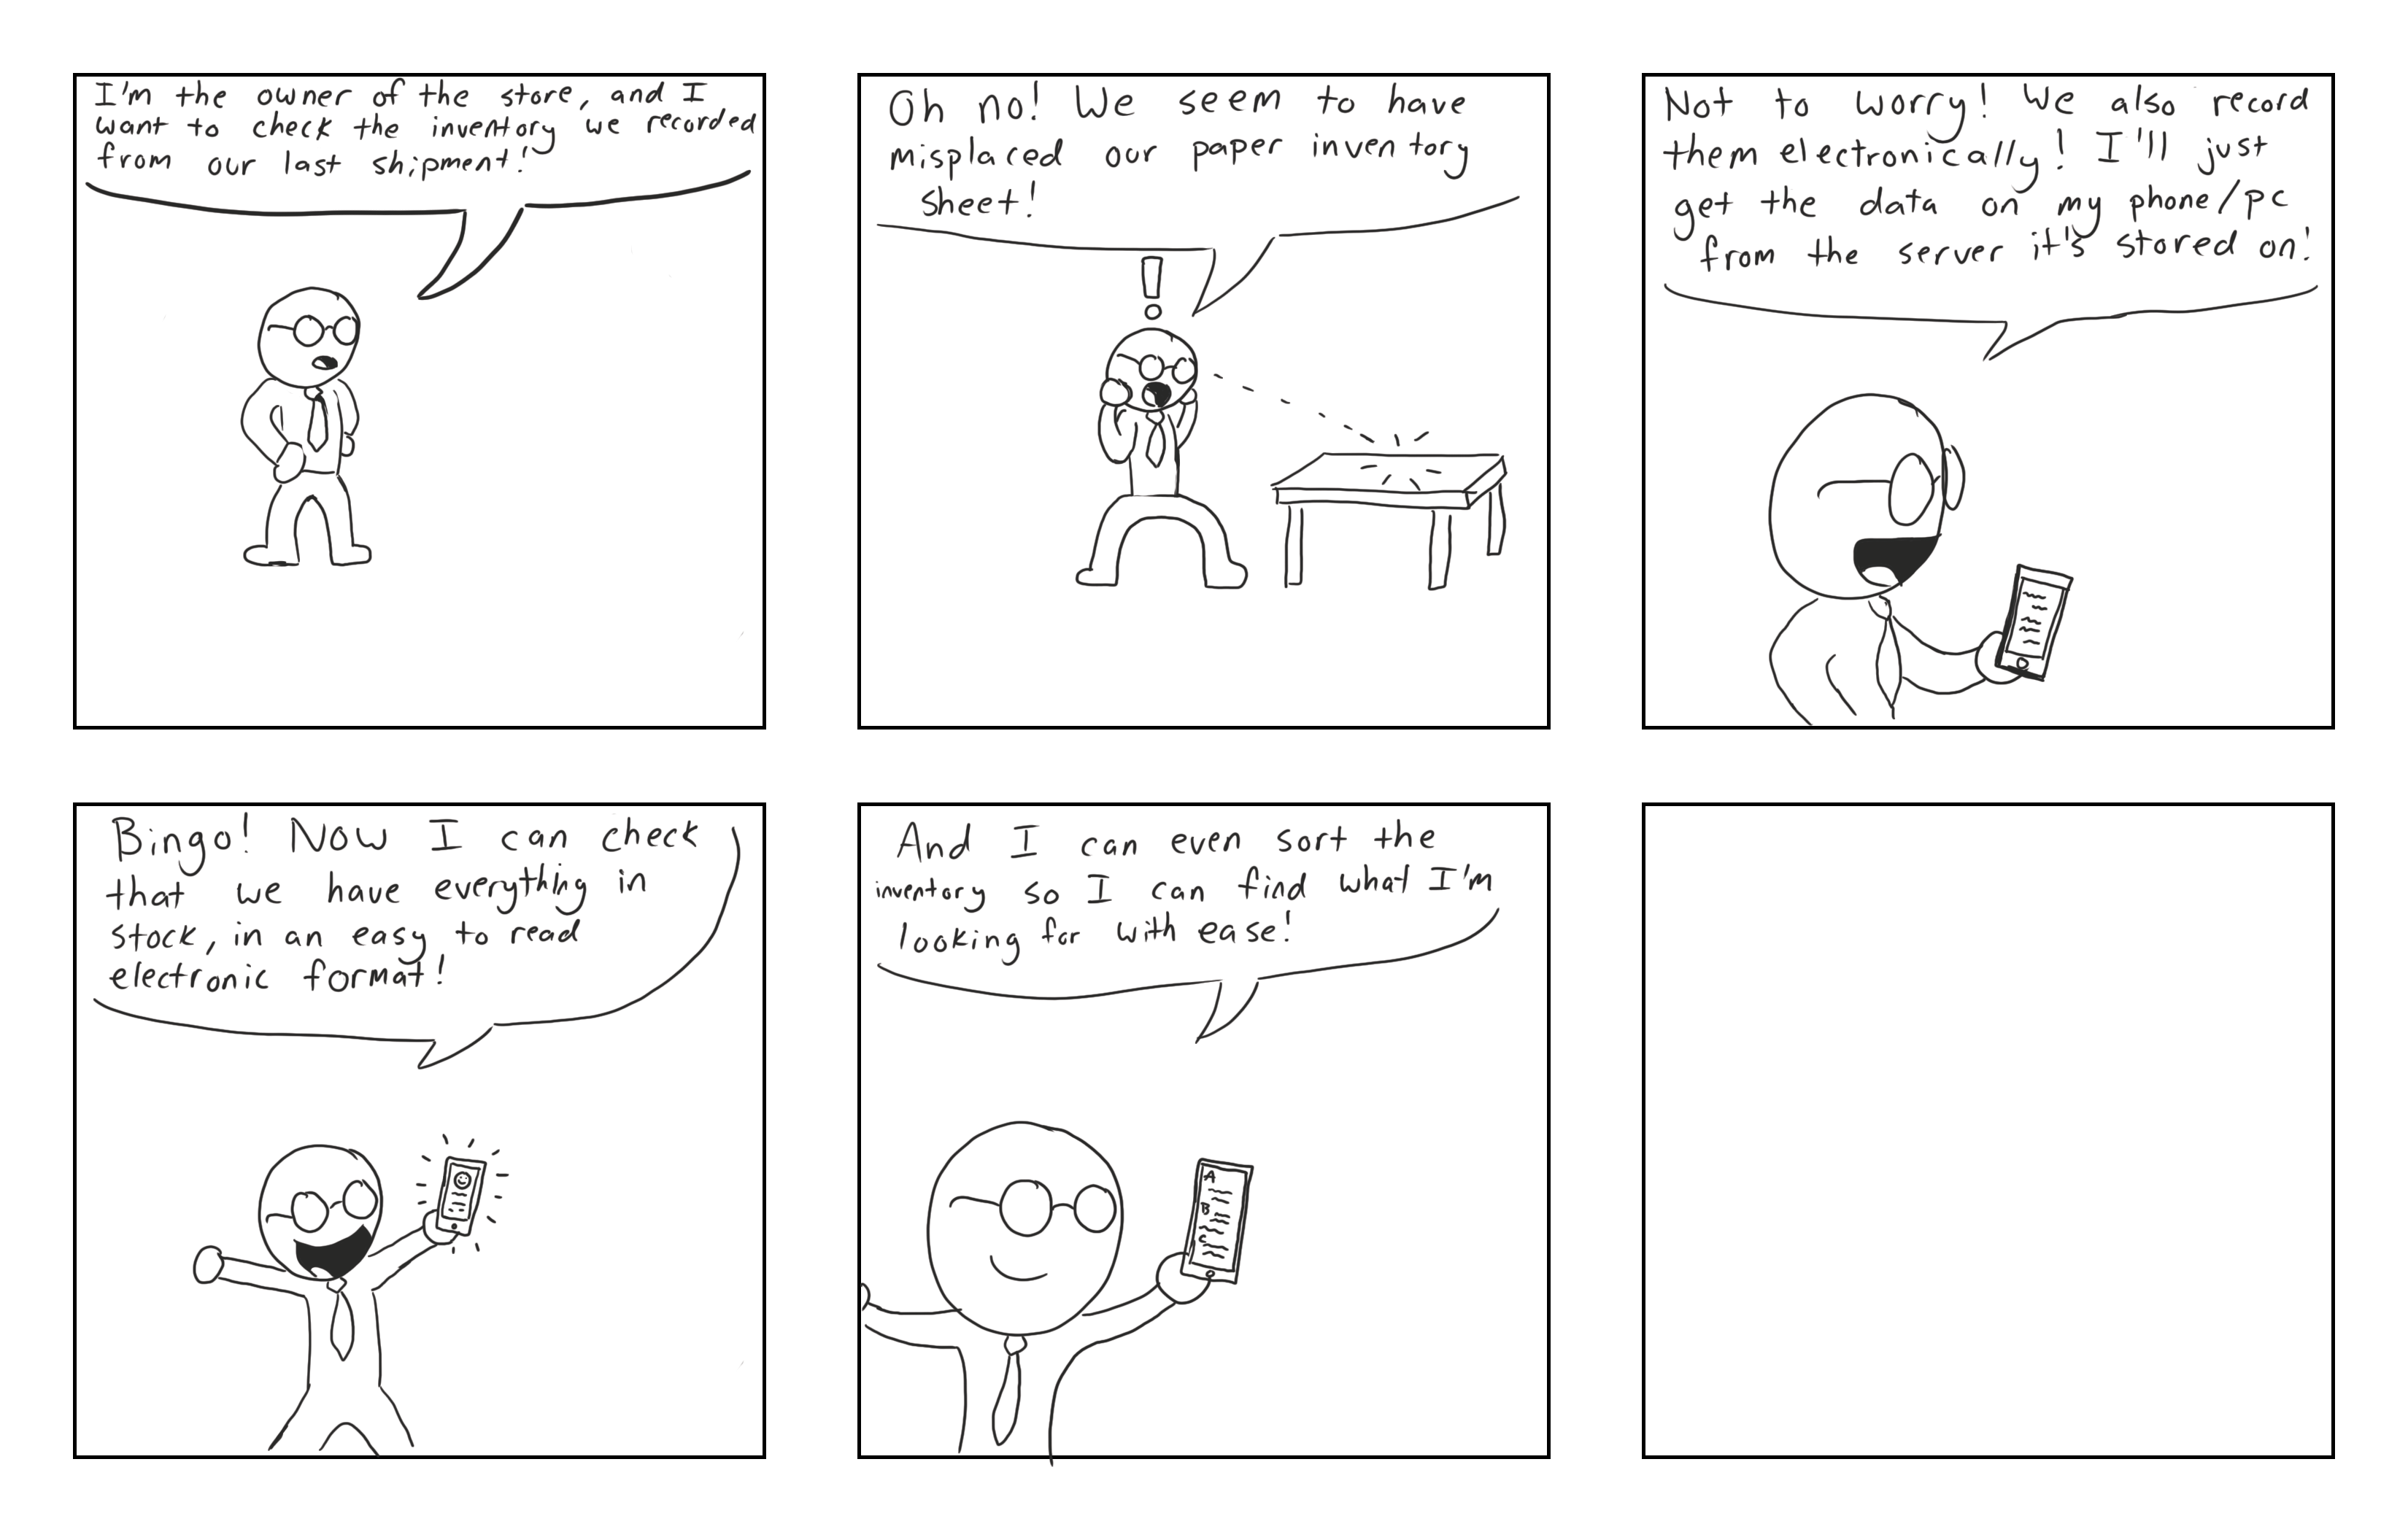 I'm the owner of the store, and I
want to check the inventory we recorded
from our last shipment!
Oh no! We seem to have
misplaced our paper inventory
sheet!
!
Not to worry! We also record
them electronically! I'll just
get the data on my phone/pc
from the server it's stored on!
Bingo! Now I can check
that we have everything in
stock, in an easy to read
electronic format!
And I can even sort the
inventory so I can find what I'm
looking for with ease!
A
B
C